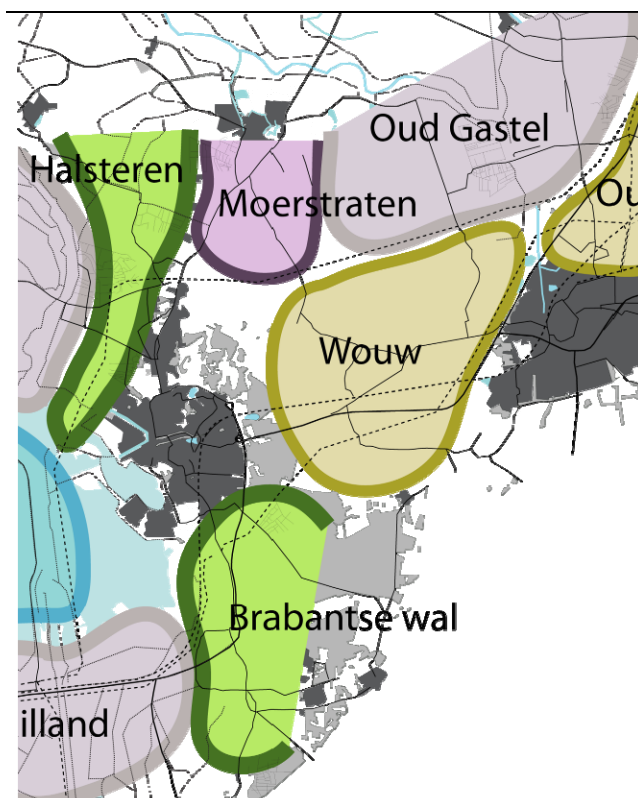 Oud Gastel
Halsteren
Moerstraten
Ou
Wouw
Brabantse wal
illand